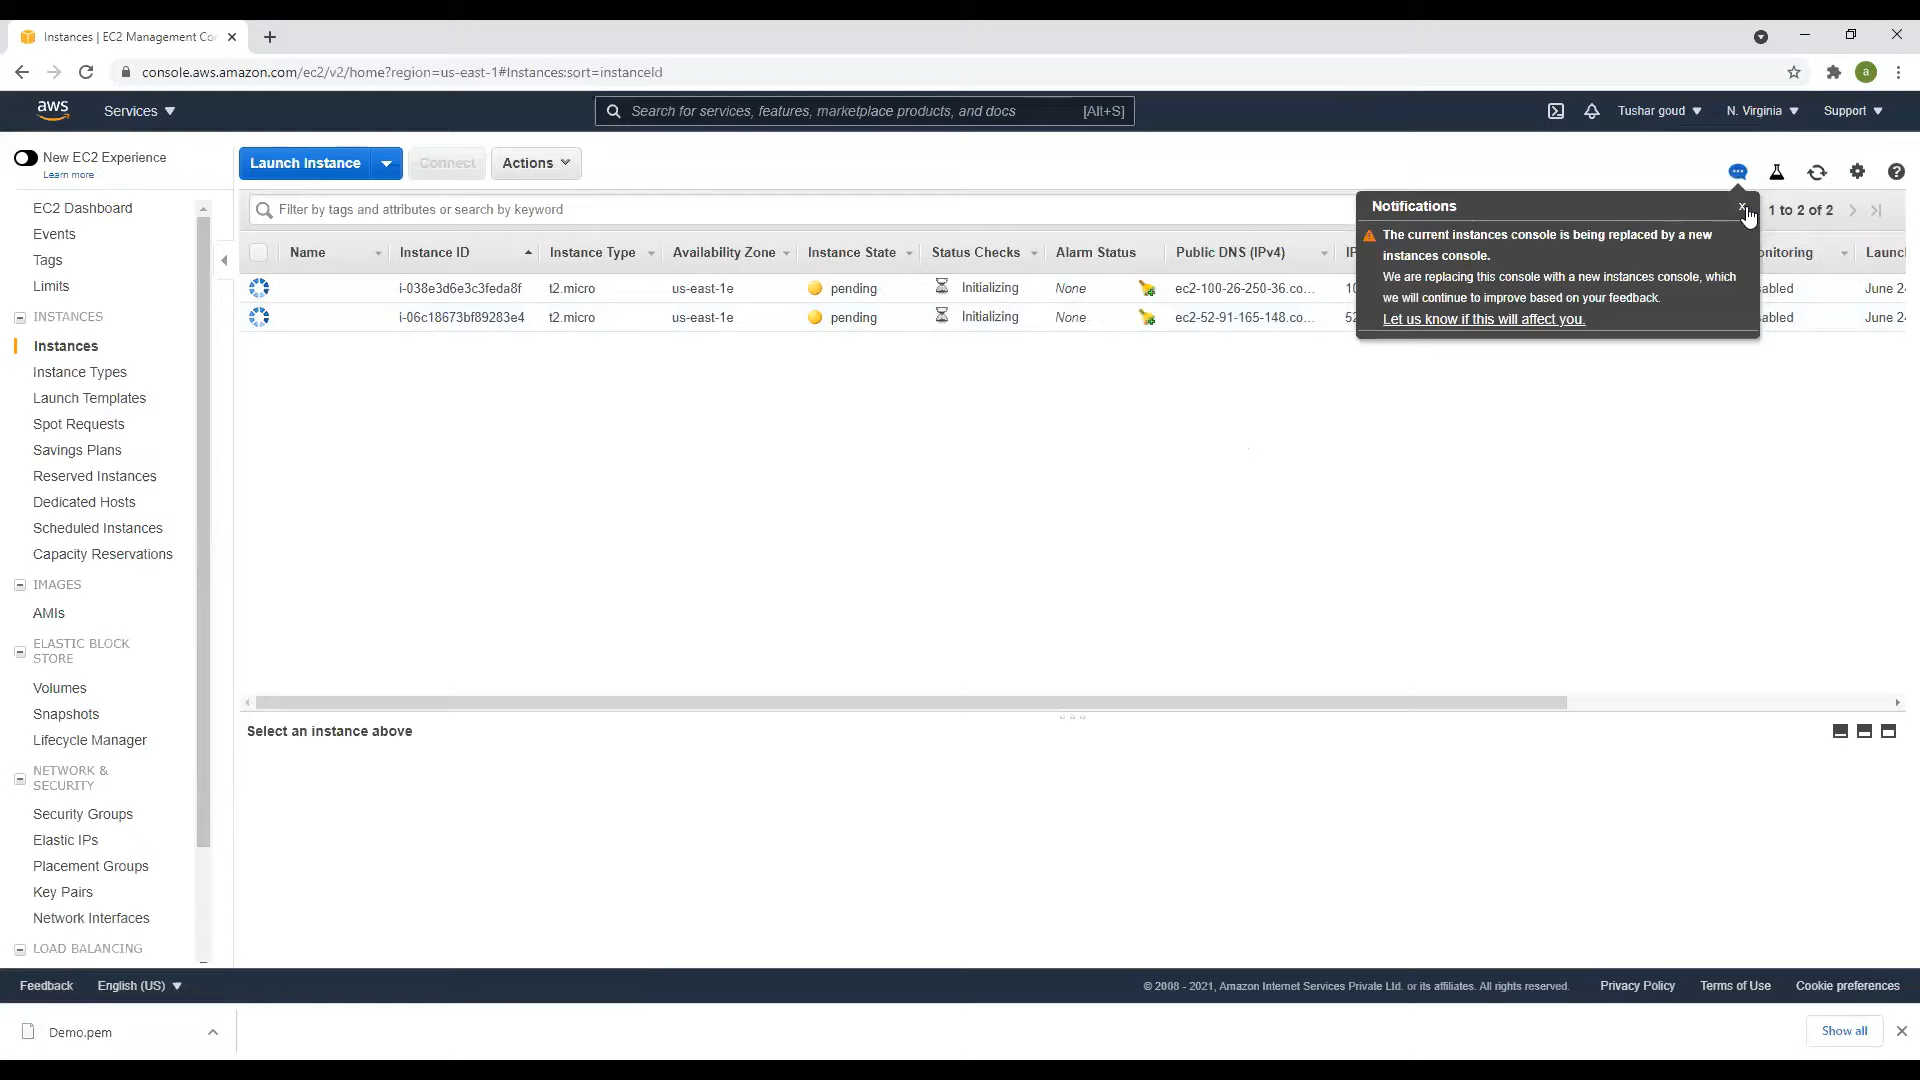 Instances | EC2 Management Co
console.aws.amazon.com/ec2/v2/home?region=us-east-1#Instances:sort=instanceId
a
aws
Services
Search for services, features, marketplace products, and docs
[Alt+S]
Tushar goud
N. Virginia
Support
New EC2 Experience
Learn more
EC2 Dashboard
Events
Tags
Limits
INSTANCES
Instances
Instance Types
Launch Templates
Spot Requests
Savings Plans
Reserved Instances
Dedicated Hosts
Scheduled Instances
Capacity Reservations
IMAGES
AMIs
ELASTIC BLOCK
STORE
Volumes
Snapshots
Lifecycle Manager
NETWORK &
SECURITY
Security Groups
Elastic IPs
Placement Groups
Key Pairs
Network Interfaces
LOAD BALANCING
Launch Instance
Connect
Actions
Filter by tags and attributes or search by keyword
1 to 2 of 2
Name Instance ID Instance Type Availability Zone Instance State Status Checks Alarm Status Public DNS (IPv4) IP onitoring Launc
i-038e3d6e3c3feda8f t2.micro us-east-1e pending Initializing None ec2-100-26-250-36.co... 10 abled June 24
i-06c18673bf89283e4 t2.micro us-east-1e pending Initializing None ec2-52-91-165-148.co... 52 abled June 24
Notifications
x
The current instances console is being replaced by a new
instances console.
We are replacing this console with a new instances console, which
we will continue to improve based on your feedback.
Let us know if this will affect you.
Select an instance above
Feedback
English (US)
© 2008 - 2021, Amazon Internet Services Private Ltd. or its affiliates. All rights reserved.
Privacy Policy
Terms of Use
Cookie preferences
Demo.pem
Show all